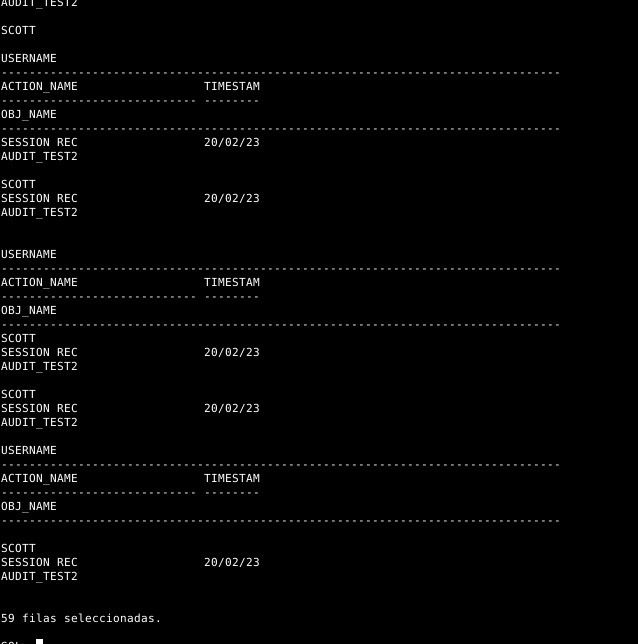 AUDIT_TEST2
SCOTT
USERNAME
--------------------------------------------------------------------------------
ACTION_NAME                  TIMESTAM
---------------------------- --------
OBJ_NAME
--------------------------------------------------------------------------------
SESSION REC                  20/02/23
AUDIT_TEST2
SCOTT
SESSION REC                  20/02/23
AUDIT_TEST2
USERNAME
--------------------------------------------------------------------------------
ACTION_NAME                  TIMESTAM
---------------------------- --------
OBJ_NAME
--------------------------------------------------------------------------------
SCOTT
SESSION REC                  20/02/23
AUDIT_TEST2
SCOTT
SESSION REC                  20/02/23
AUDIT_TEST2
USERNAME
--------------------------------------------------------------------------------
ACTION_NAME                  TIMESTAM
---------------------------- --------
OBJ_NAME
--------------------------------------------------------------------------------
SCOTT
SESSION REC                  20/02/23
AUDIT_TEST2
59 filas seleccionadas.